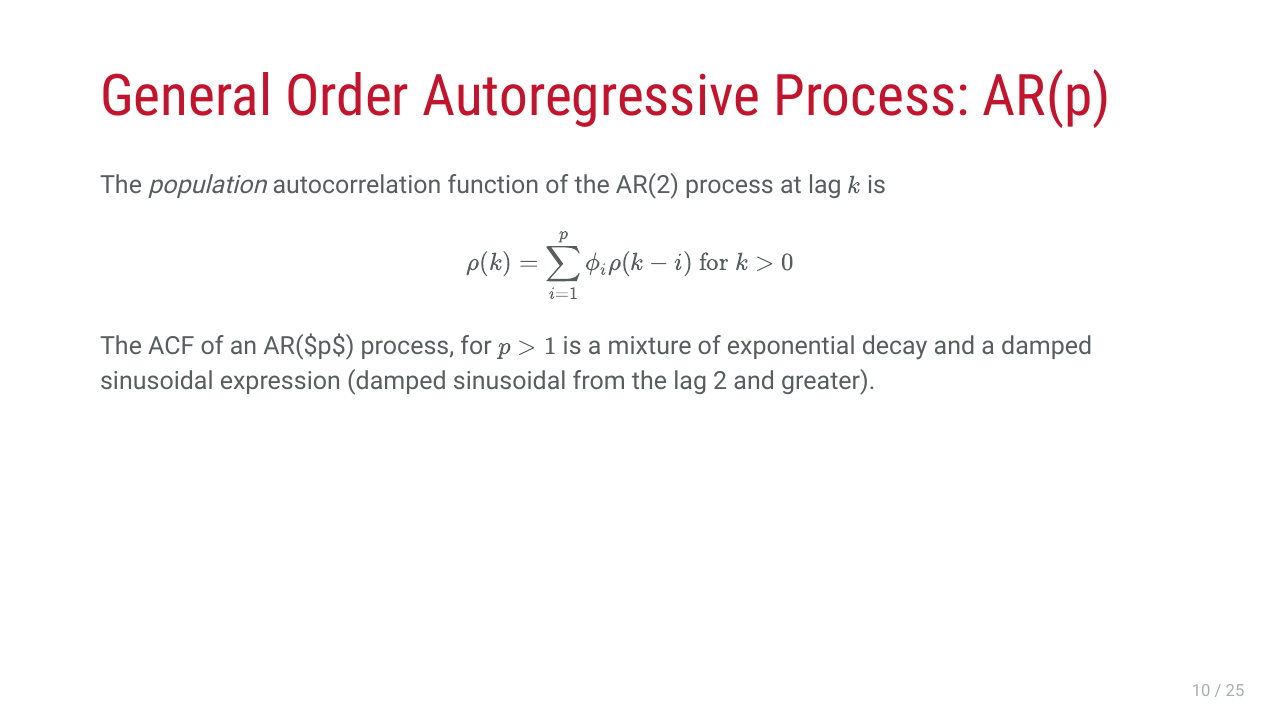 General Order Autoregressive Process: AR(p)
The population autocorrelation function of the AR(2) process at lag k is
ρ(k) = ∑_{i=1}^{p} ϕ_i ρ(k − i) for k > 0
The ACF of an AR($p$) process, for p > 1 is a mixture of exponential decay and a damped
sinusoidal expression (damped sinusoidal from the lag 2 and greater).
10 / 25